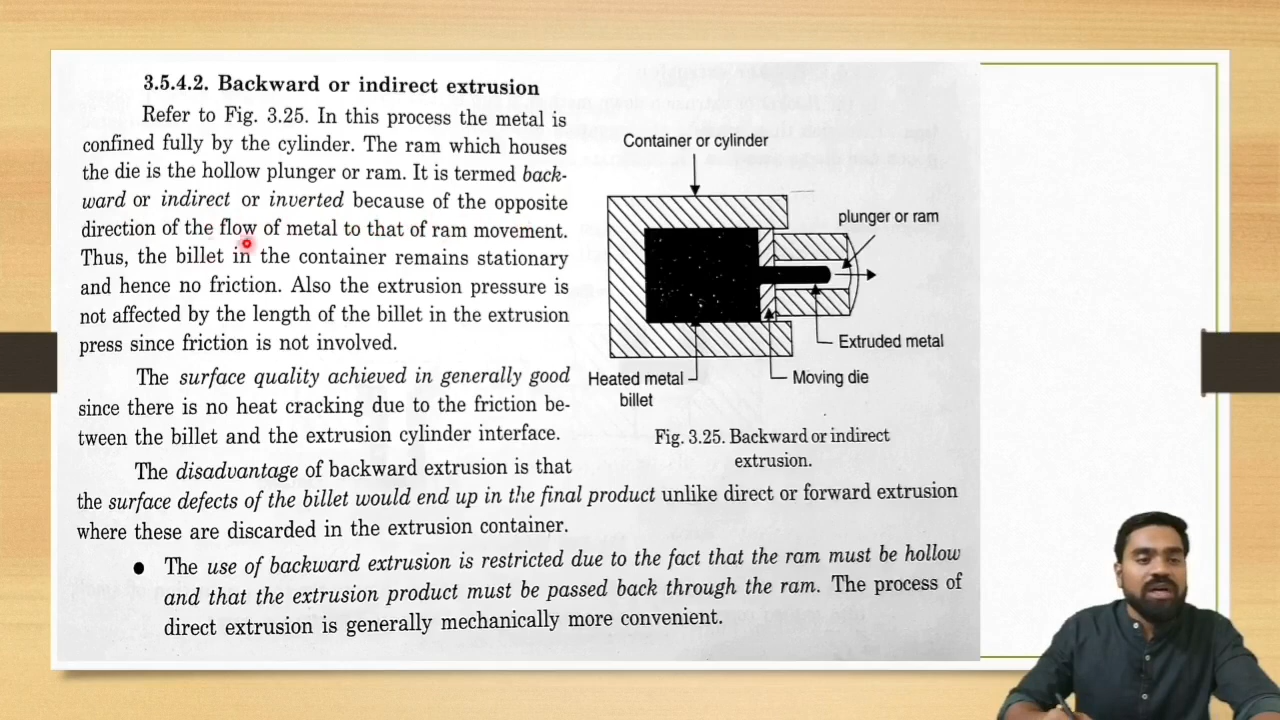 3.5.4.2. Backward or indirect extrusion
Refer to Fig. 3.25. In this process the metal is
confined fully by the cylinder. The ram which houses
the die is the hollow plunger or ram. It is termed back-
ward or indirect or inverted because of the opposite
direction of the flow of metal to that of ram movement.
Thus, the billet in the container remains stationary
and hence no friction. Also the extrusion pressure is
not affected by the length of the billet in the extrusion
press since friction is not involved.
The surface quality achieved in generally good
since there is no heat cracking due to the friction be-
tween the billet and the extrusion cylinder interface.
The disadvantage of backward extrusion is that
the surface defects of the billet would end up in the final product unlike direct or forward extrusion
where these are discarded in the extrusion container.
● The use of backward extrusion is restricted due to the fact that the ram must be hollow
and that the extrusion product must be passed back through the ram. The process of
direct extrusion is generally mechanically more convenient.
Container or cylinder
plunger or ram
Extruded metal
Moving die
Heated metal
billet
Fig. 3.25. Backward or indirect
extrusion.